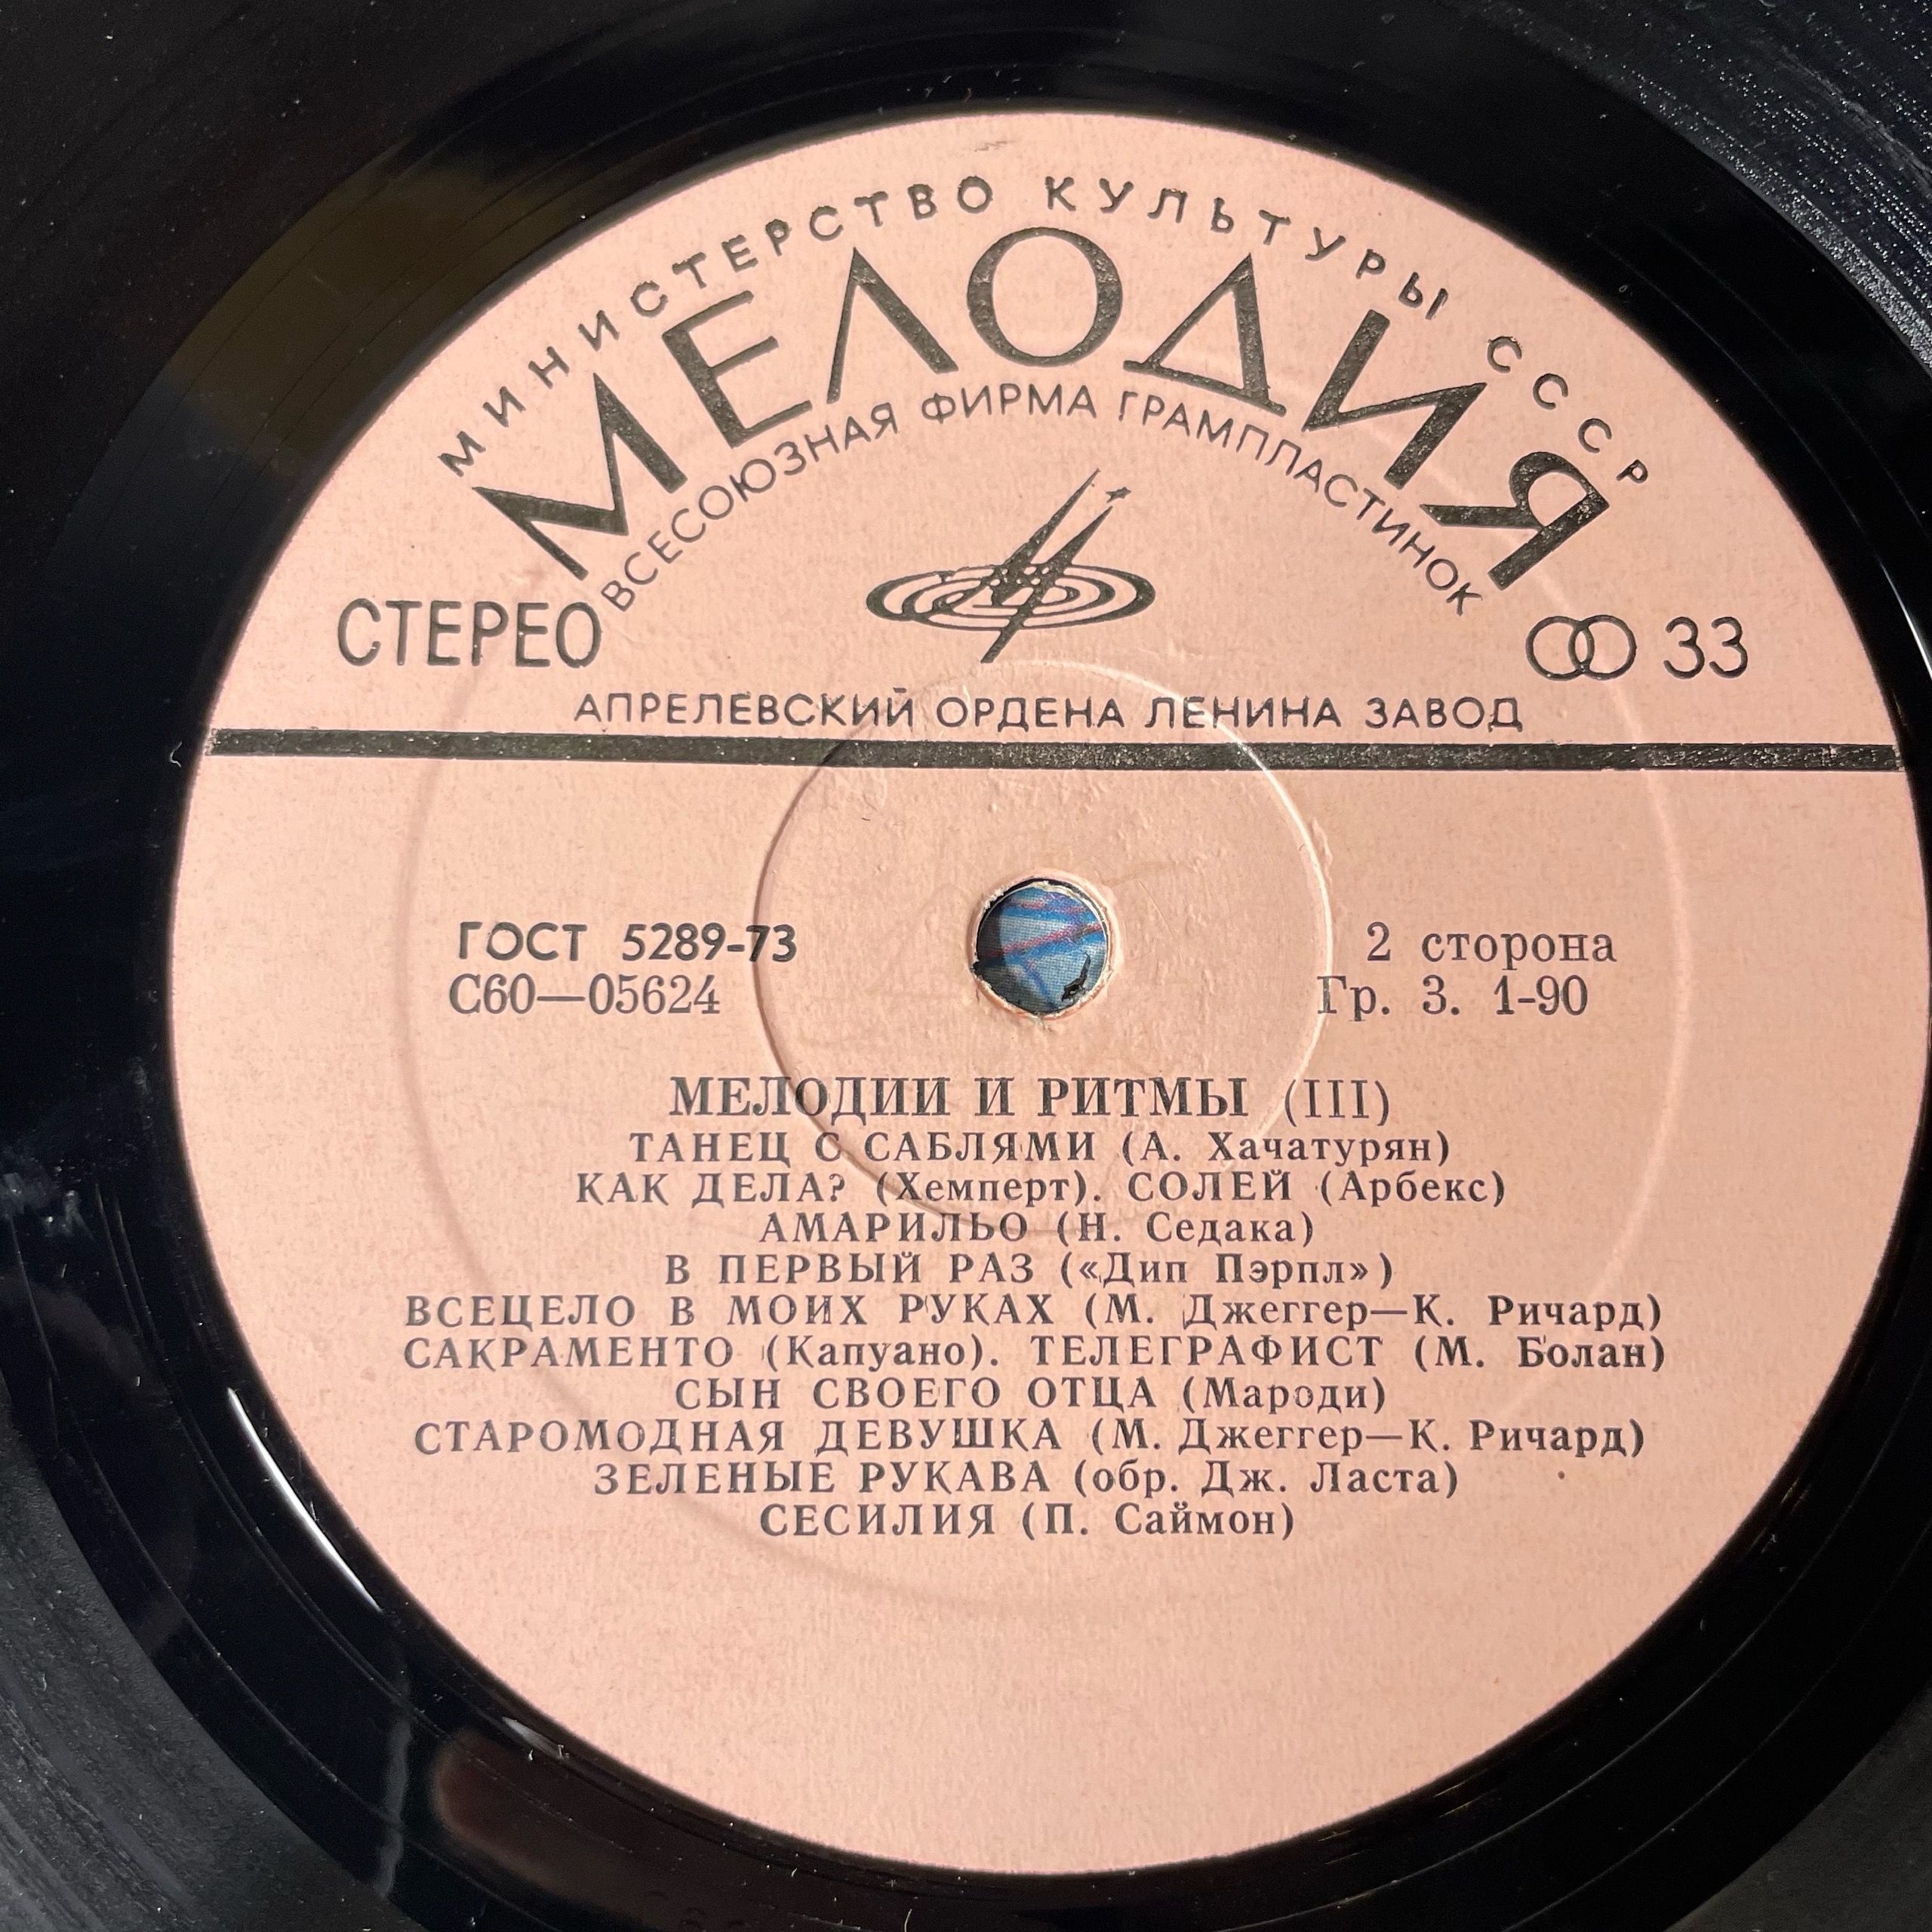 МИНИСТЕРСТВО КУЛЬТУРЫ СССР
МЕЛОДИЯ
ВСЕСОЮЗНАЯ ФИРМА ГРАМПЛАСТИНОК
СТЕРЕО 33
АПРЕЛЕВСКИЙ ОРДЕНА ЛЕНИНА ЗАВОД
ГОСТ 5289-73 2 сторона
С60—05624 Гр. 3. 1-90
МЕЛОДИИ И РИТМЫ (III)
ТАНЕЦ С САБЛЯМИ (А. Хачатурян)
КАК ДЕЛА? (Хемперт). СОЛЕЙ (Арбекс)
АМАРИЛЬО (Н. Седака)
В ПЕРВЫЙ РАЗ («Дип Пэрпл»)
ВСЕЦЕЛО В МОИХ РУКАХ (М. Джеггер—К. Ричард)
САКРАМЕНТО (Капуано). ТЕЛЕГРАФИСТ (М. Болан)
СЫН СВОЕГО ОТЦА (Мароди)
СТАРОМОДНАЯ ДЕВУШКА (М. Джеггер—К. Ричард)
ЗЕЛЕНЫЕ РУКАВА (обр. Дж. Ласта)
СЕСИЛИЯ (П. Саймон)